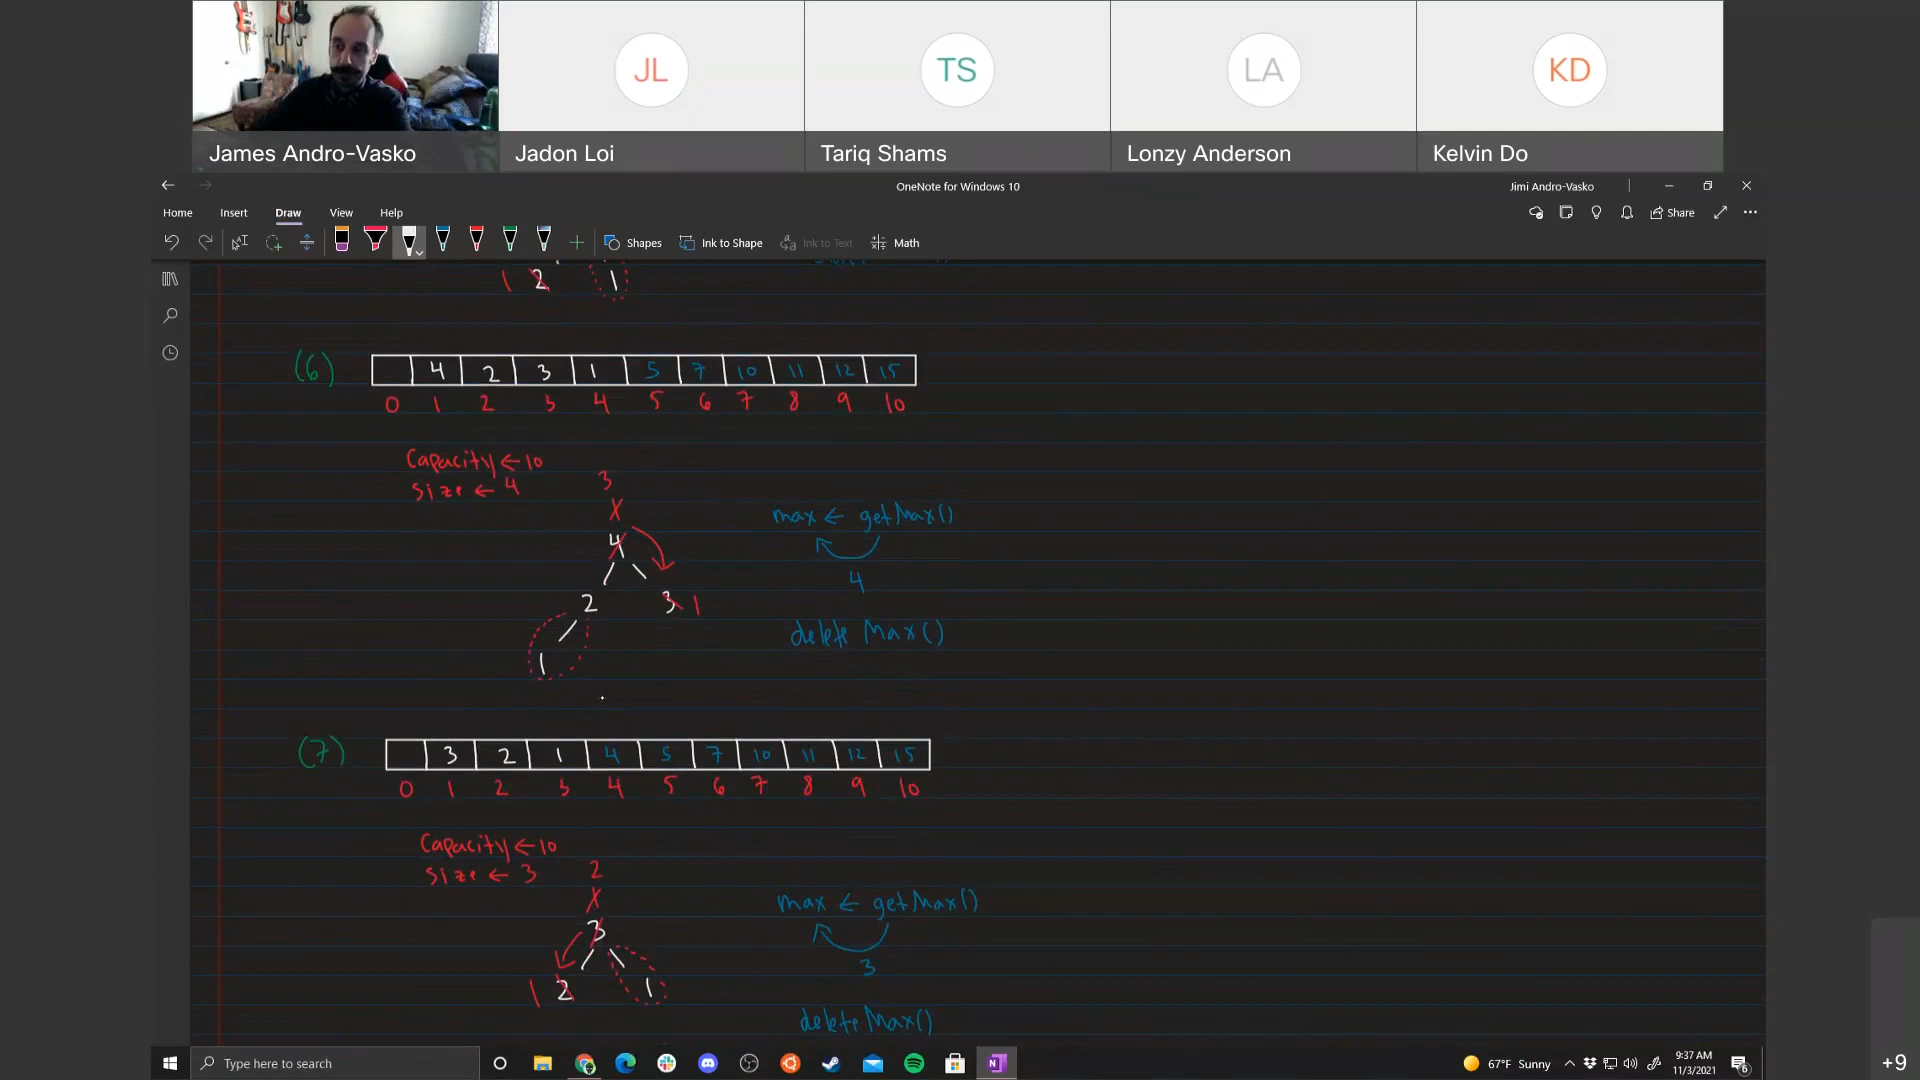 JL
TS
LA
KD
James Andro-Vasko
Jadon Loi
Tariq Shams
Lonzy Anderson
Kelvin Do
OneNote for Windows 10
Jimi Andro-Vasko
Home Insert Draw View Help
Share
Shapes
Ink to Shape
Ink to Text
Math
1 2 1
(6)
4 2 3 1 5 7 10 11 12 15
0 1 2 3 4 5 6 7 8 9 10
Capacity ← 10
Size ← 4
3
4
2 3 1
1
max ← getMax()
4
delete Max()
(7)
3 2 1 4 5 7 10 11 12 15
0 1 2 3 4 5 6 7 8 9 10
Capacity ← 10
Size ← 3
2
3
1 2 1
max ← getMax()
3
deleteMax()
Type here to search
67°F Sunny
9:37 AM
11/3/2021
6
+9